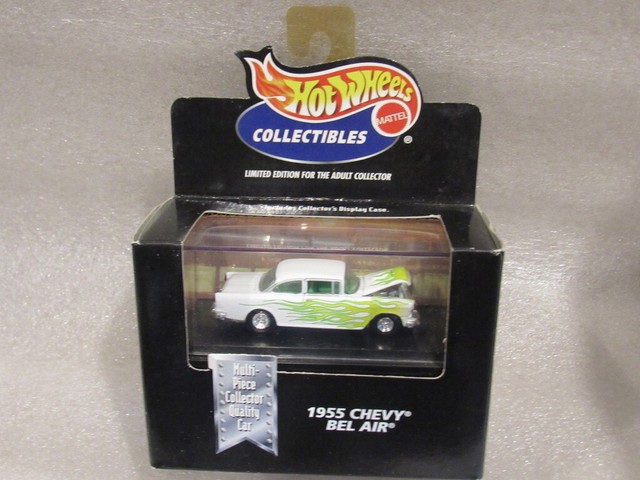 Hot Wheels
MATTEL
COLLECTIBLES
®
LIMITED EDITION FOR THE ADULT COLLECTOR
Collector's Display Case.
Multi-
Piece
Collector
Quality
Car
1955 CHEVY®
BEL AIR®